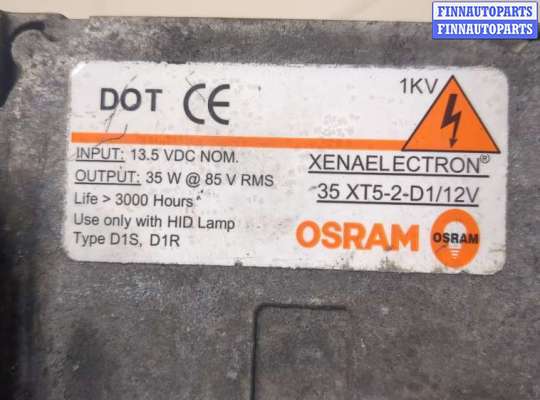 FINNAUTOPARTS
FINNAUTOPARTS
DOT CE
1KV
INPUT: 13.5 VDC NOM.
OUTPUT: 35 W @ 85 V RMS
Life > 3000 Hours
Use only with HID Lamp
Type D1S, D1R
XENAELECTRON®
35 XT5-2-D1/12V
OSRAM
OSRAM